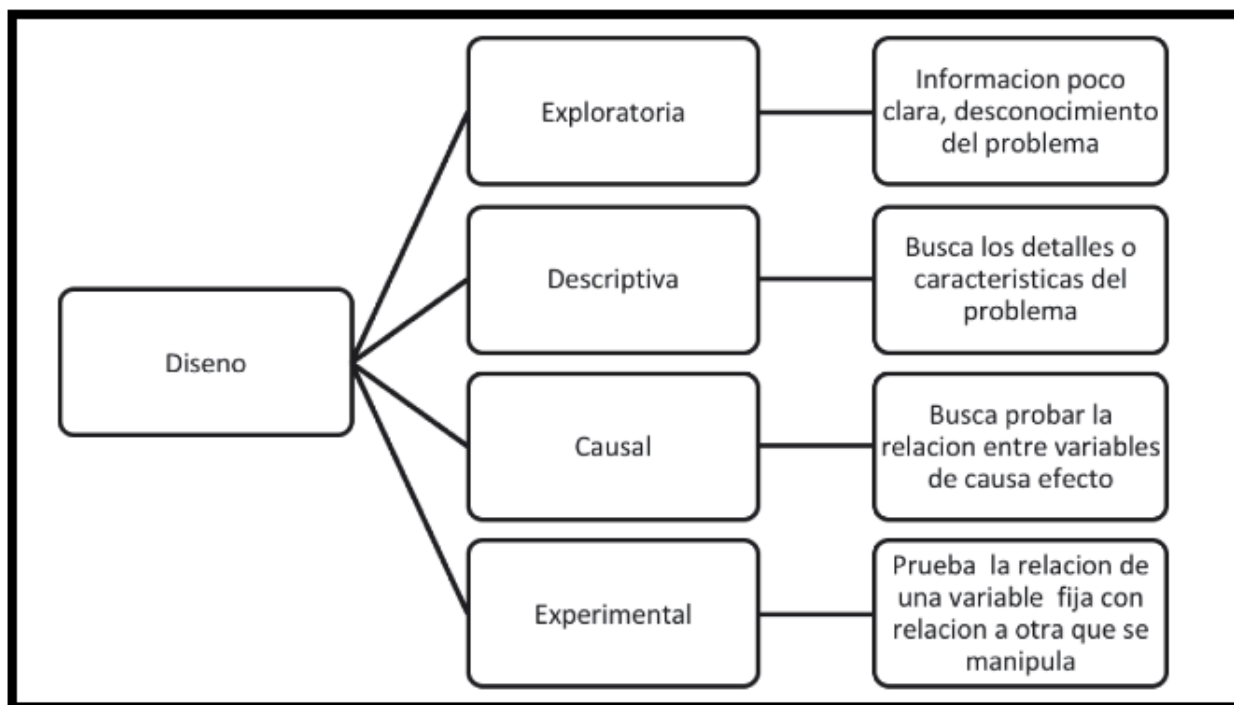 Diseno
Exploratoria
Informacion poco
clara, desconocimiento
del problema
Descriptiva
Busca los detalles o
caracteristicas del
problema
Causal
Busca probar la
relacion entre variables
de causa efecto
Experimental
Prueba la relacion de
una variable fija con
relacion a otra que se
manipula